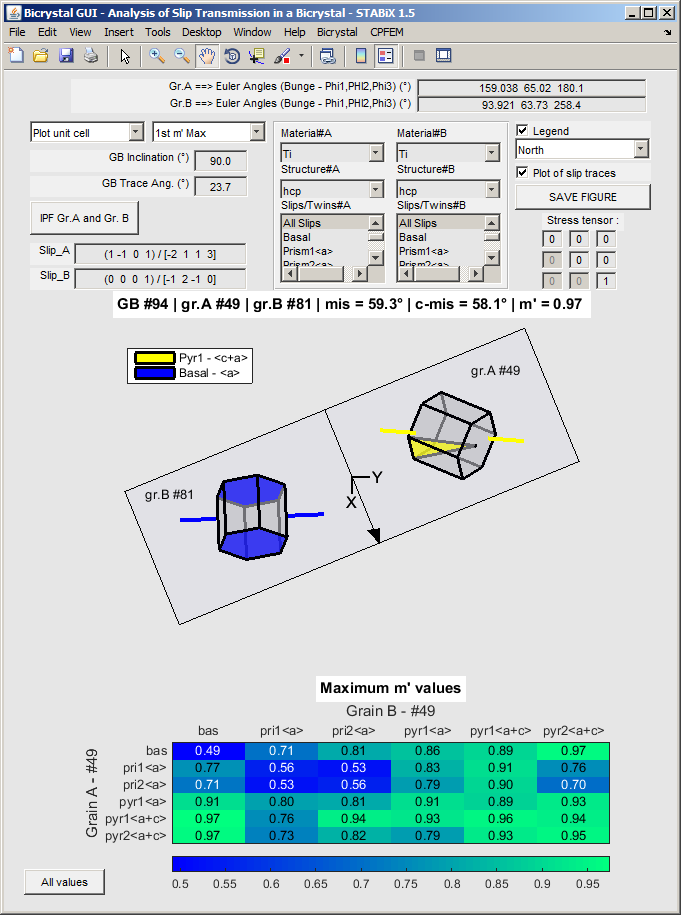 Bicrystal GUI - Analysis of Slip Transmission in a Bicrystal - STABiX 1.5
File Edit View Insert Tools Desktop Window Help Bicrystal CPFEM
Gr.A ==> Euler Angles (Bunge - Phi1,PHI2,Phi3) (°) 159.038 65.02 180.1
Gr.B ==> Euler Angles (Bunge - Phi1,PHI2,Phi3) (°) 93.921 63.73 258.4
Plot unit cell 1st m' Max
GB Inclination (°) 90.0
GB Trace Ang. (°) 23.7
IPF Gr.A and Gr. B
Slip_A (1 -1 0 1) / [-2 1 1 3]
Slip_B (0 0 0 1) / [-1 2 -1 0]
Material#A Material#B
Ti Ti
Structure#A Structure#B
hcp hcp
Slips/Twins#A Slips/Twins#B
All Slips All Slips
Basal Basal
Prism1<a> Prism1<a>
Prism2<a> Prism2<a>
Legend
North
Plot of slip traces
SAVE FIGURE
Stress tensor :
0 0 0
0 0 0
0 0 1
GB #94 | gr.A #49 | gr.B #81 | mis = 59.3° | c-mis = 58.1° | m' = 0.97
Pyr1 - <c+a>
Basal - <a>
gr.A #49
gr.B #81
Y
X
Maximum m' values
Grain B - #49
bas pri1<a> pri2<a> pyr1<a> pyr1<a+c> pyr2<a+c>
Grain A - #49
bas 0.49 0.71 0.81 0.86 0.89 0.97
pri1<a> 0.77 0.56 0.53 0.83 0.91 0.76
pri2<a> 0.71 0.53 0.56 0.79 0.90 0.70
pyr1<a> 0.91 0.80 0.81 0.91 0.89 0.93
pyr1<a+c> 0.97 0.76 0.94 0.93 0.96 0.94
pyr2<a+c> 0.97 0.73 0.82 0.79 0.93 0.95
0.5 0.55 0.6 0.65 0.7 0.75 0.8 0.85 0.9 0.95
All values